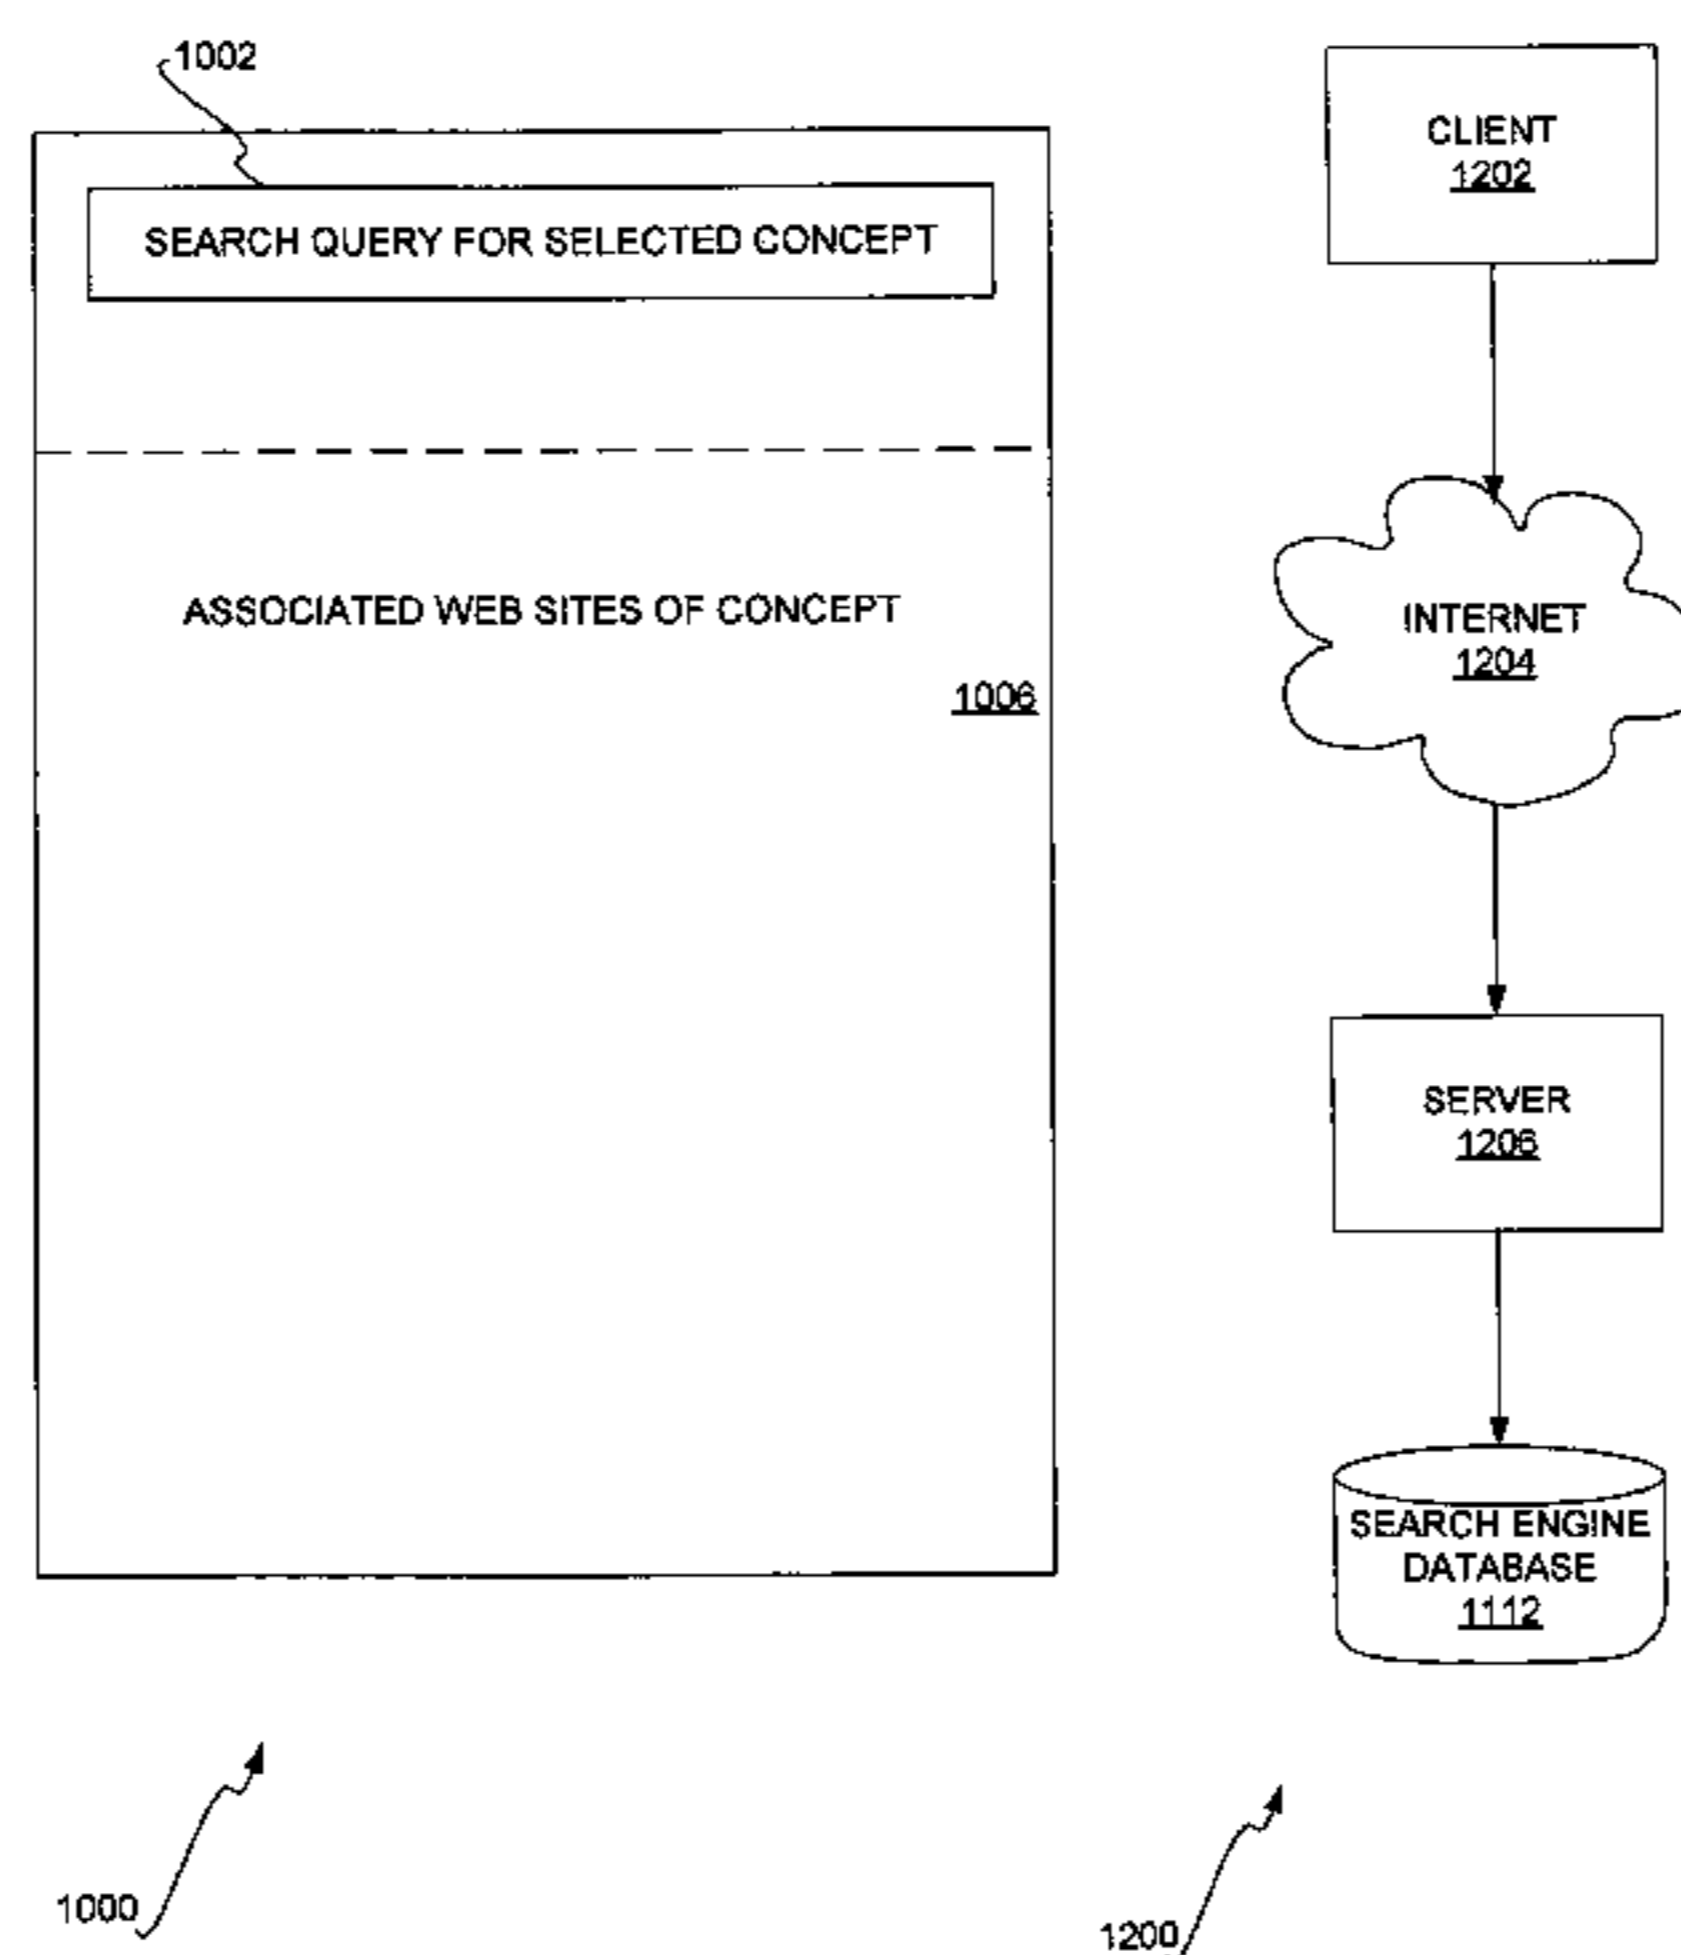 1002
SEARCH QUERY FOR SELECTED CONCEPT
ASSOCIATED WEB SITES OF CONCEPT
1006
1000
CLIENT
1202
INTERNET
1204
SERVER
1206
SEARCH ENGINE
DATABASE
1112
1200